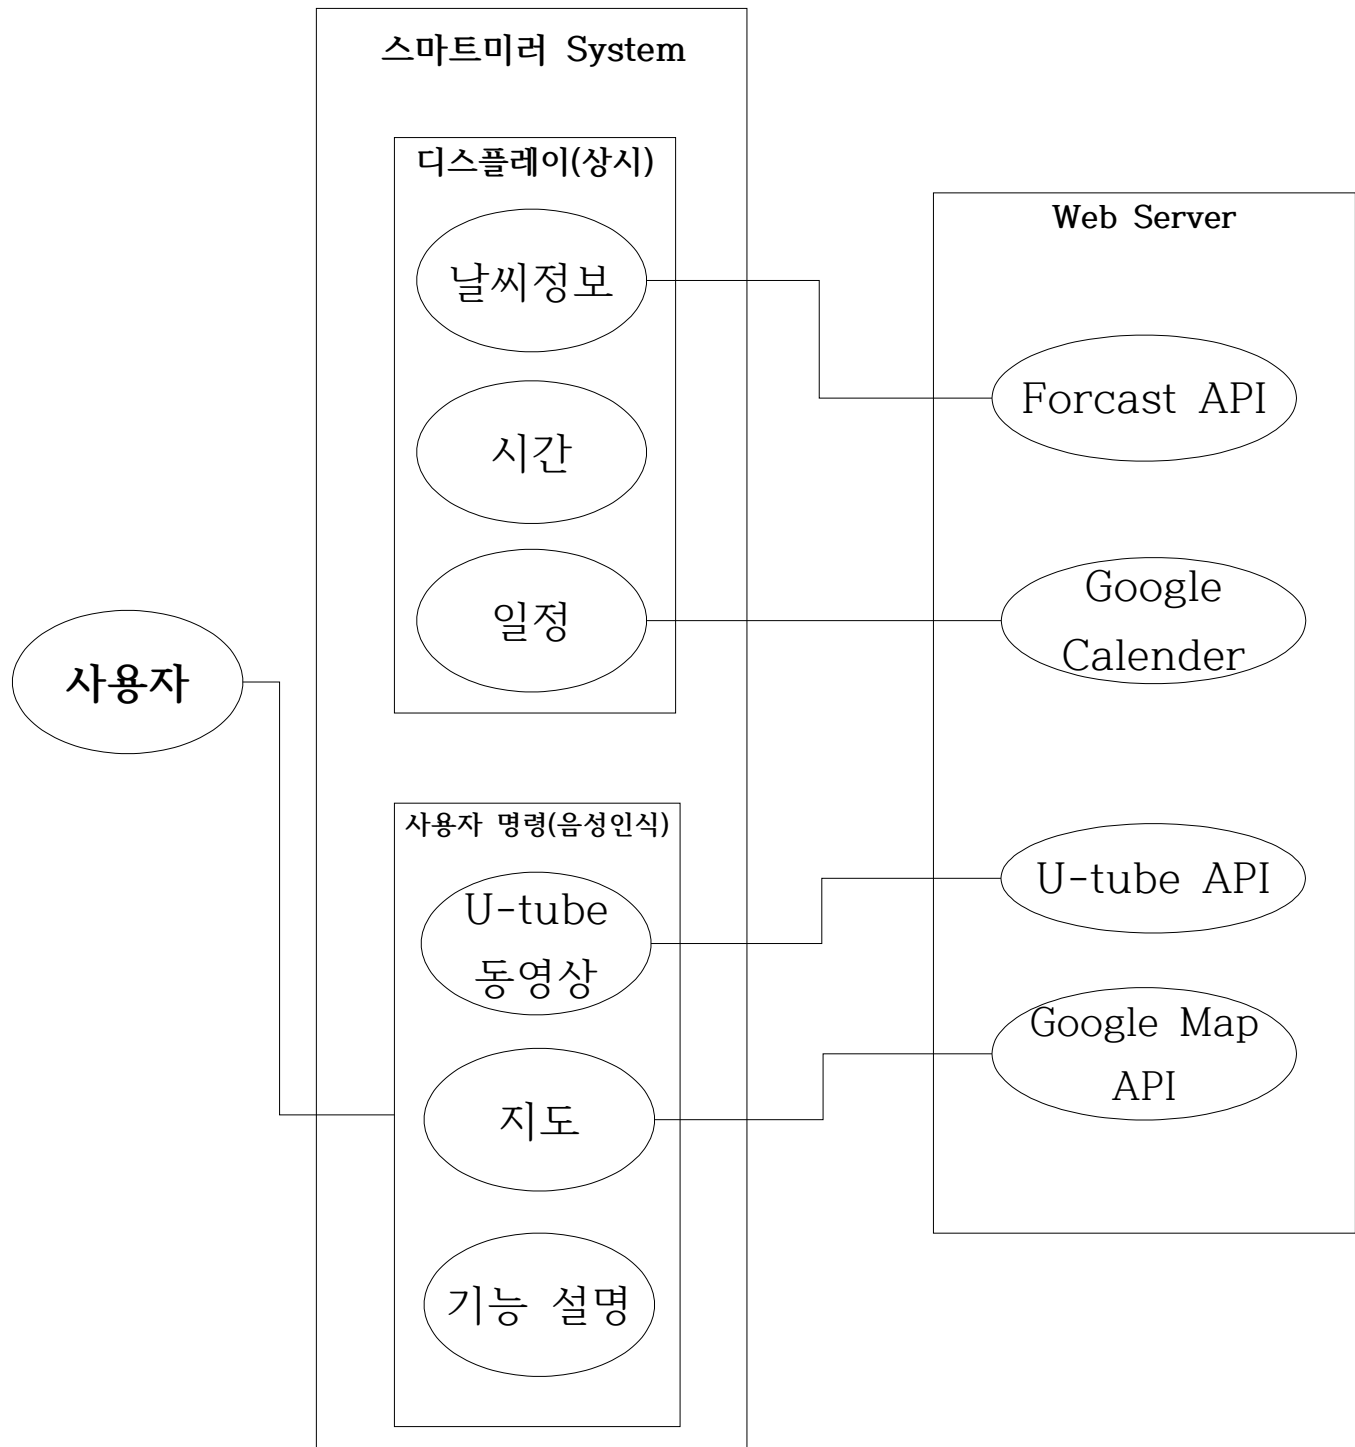 스마트미러 System
디스플레이(상시)
날씨정보
시간
일정
사용자
사용자 명령(음성인식)
U-tube
동영상
지도
기능 설명
Web Server
Forcast API
Google
Calender
U-tube API
Google Map
API